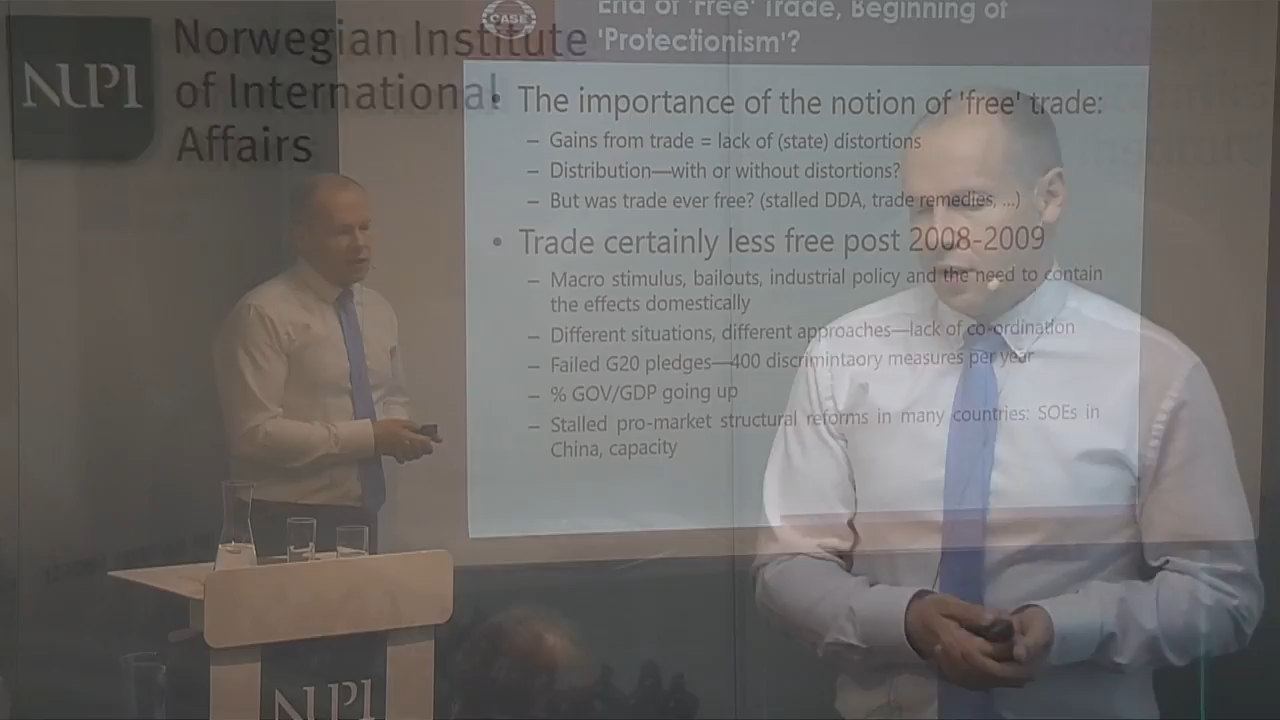 NUPI
Norwegian Institute
of International
Affairs
CASE
End of 'Free' Trade, Beginning of
'Protectionism'?
• The importance of the notion of 'free' trade:
– Gains from trade = lack of (state) distortions
– Distribution—with or without distortions?
– But was trade ever free? (stalled DDA, trade remedies, ...)
• Trade certainly less free post 2008-2009
– Macro stimulus, bailouts, industrial policy and the need to contain
the effects domestically
– Different situations, different approaches—lack of co-ordination
– Failed G20 pledges—400 discrimintaory measures per year
– % GOV/GDP going up
– Stalled pro-market structural reforms in many countries: SOEs in
China, capacity
NUPI